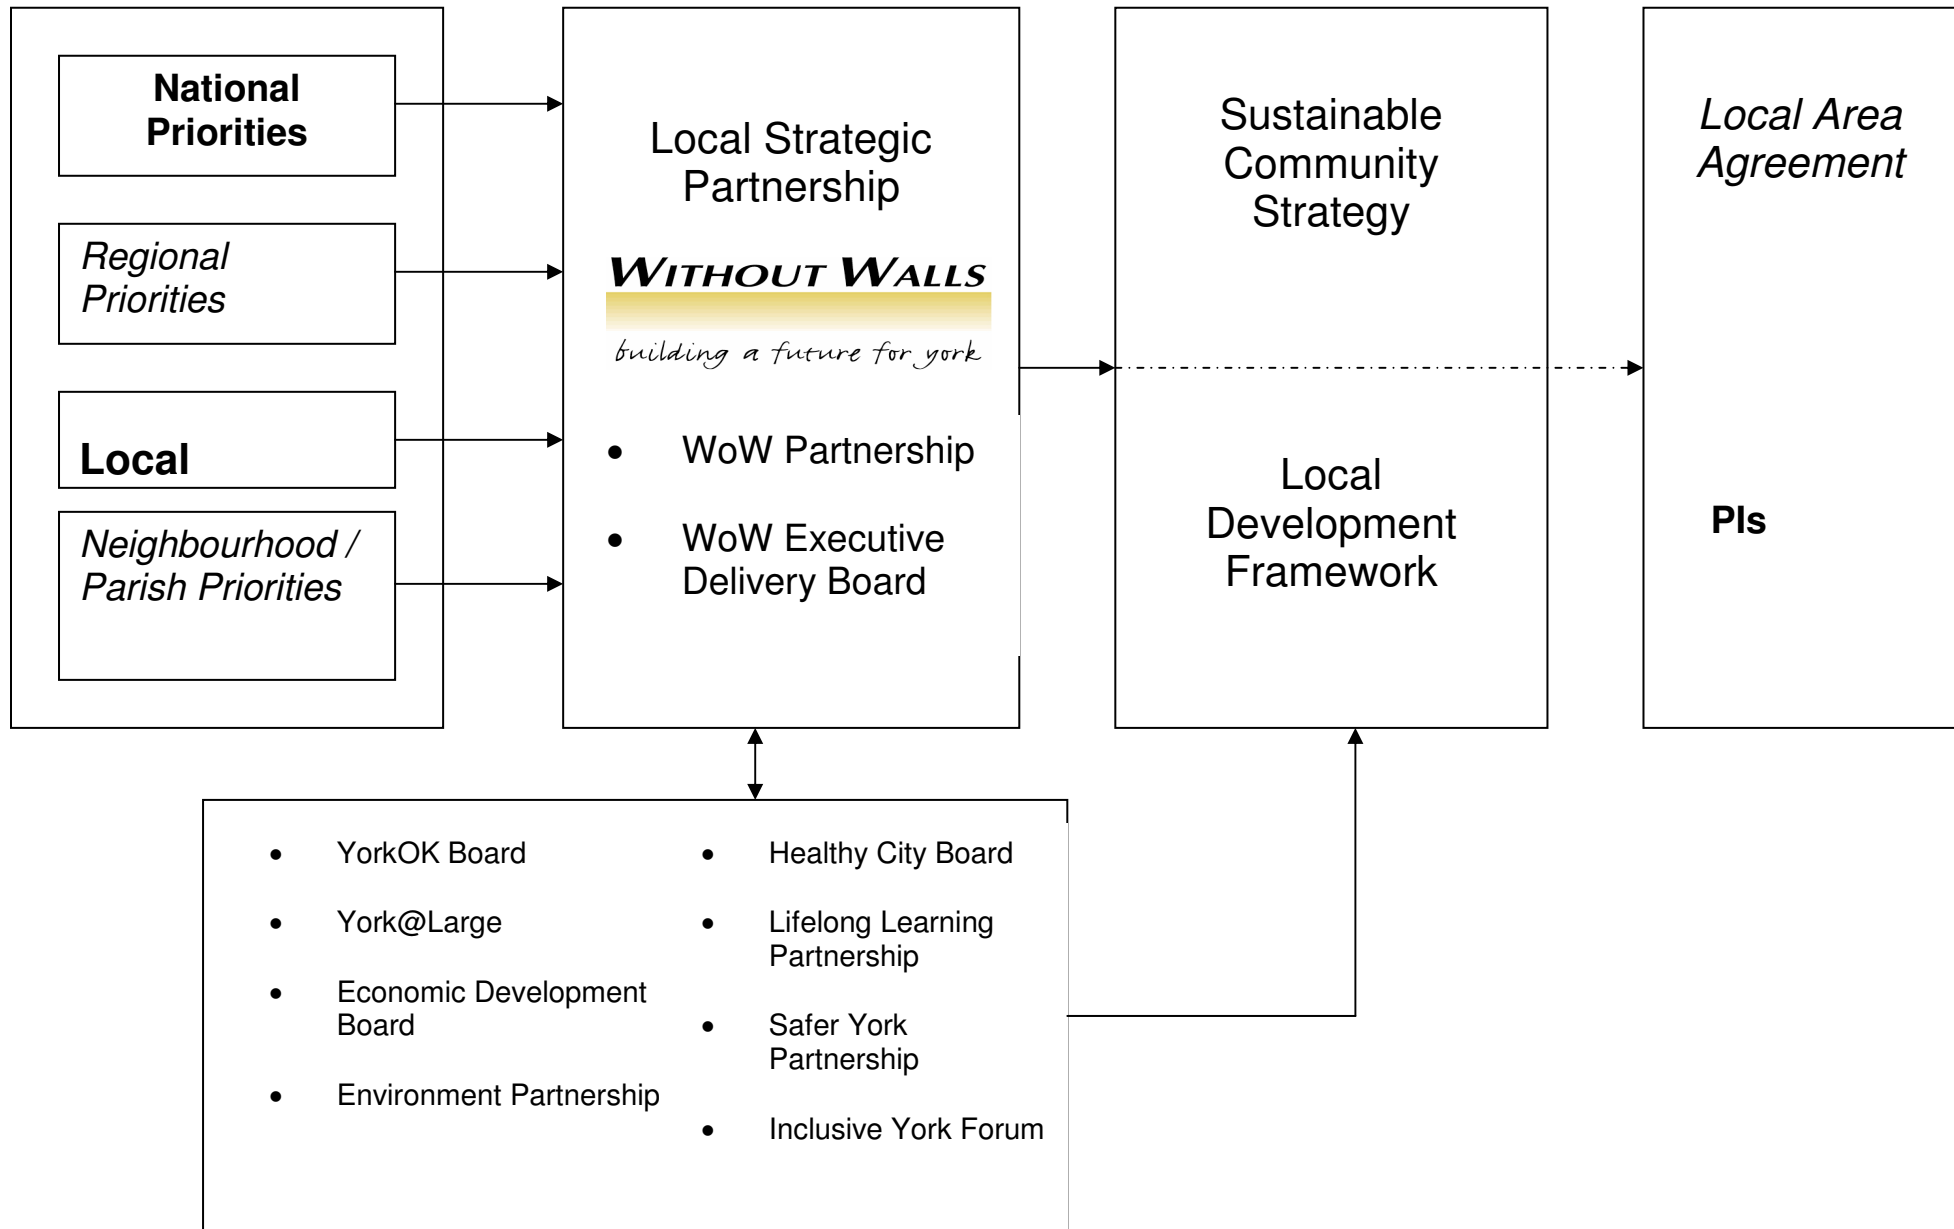 National
Priorities
Regional
Priorities
Local
Neighbourhood /
Parish Priorities
Local Strategic
Partnership
WITHOUT WALLS
building a future for york
• WoW Partnership
• WoW Executive
Delivery Board
Sustainable
Community
Strategy
Local
Development
Framework
Local Area
Agreement
PIs
• YorkOK Board
• York@Large
• Economic Development
Board
• Environment Partnership
• Healthy City Board
• Lifelong Learning
Partnership
• Safer York
Partnership
• Inclusive York Forum